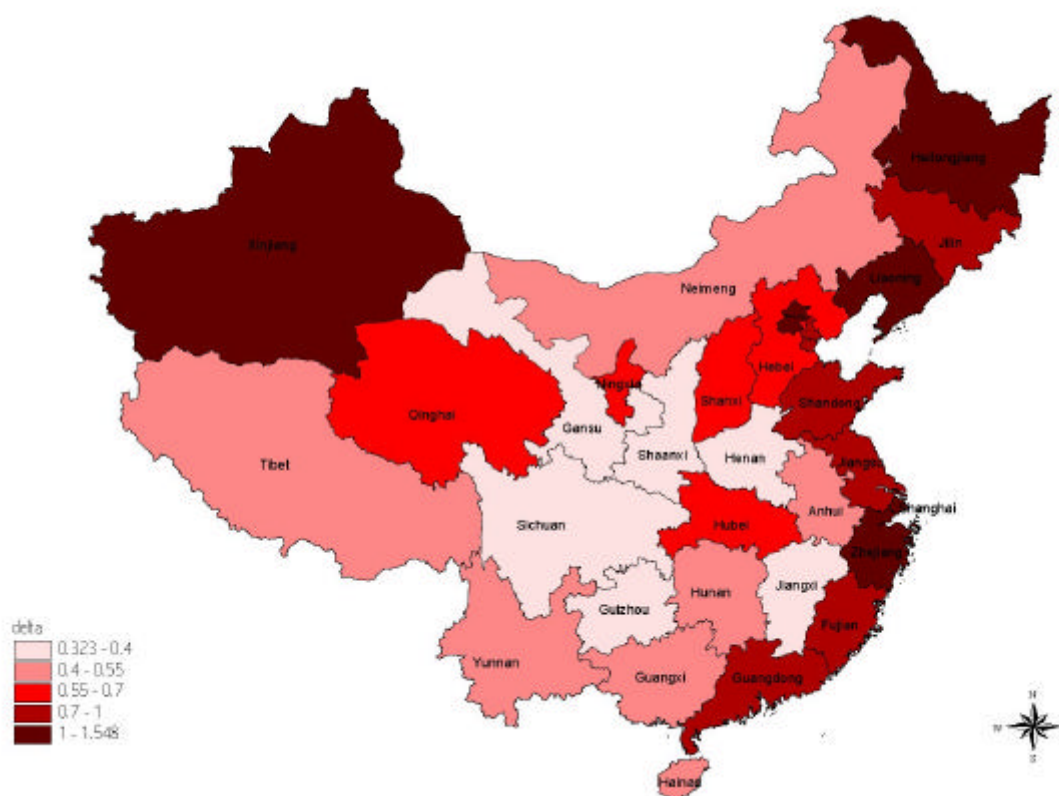 Heilongjiang
Jilin
Xinjiang
Liaoning
Neimeng
Hebei
Ningxia
Shanxi
Shandong
Qinghai
Gansu
Shaanxi
Henan
Jiangsu
Tibet
Shanghai
Anhui
Sichuan
Hubei
Zhejiang
Jiangxi
Hunan
Guizhou
Fujian
Yunnan
Guangxi
Guangdong
Hainan
delta
0.323 - 0.4
0.4 - 0.55
0.55 - 0.7
0.7 - 1
1 - 1.548
N
W
S